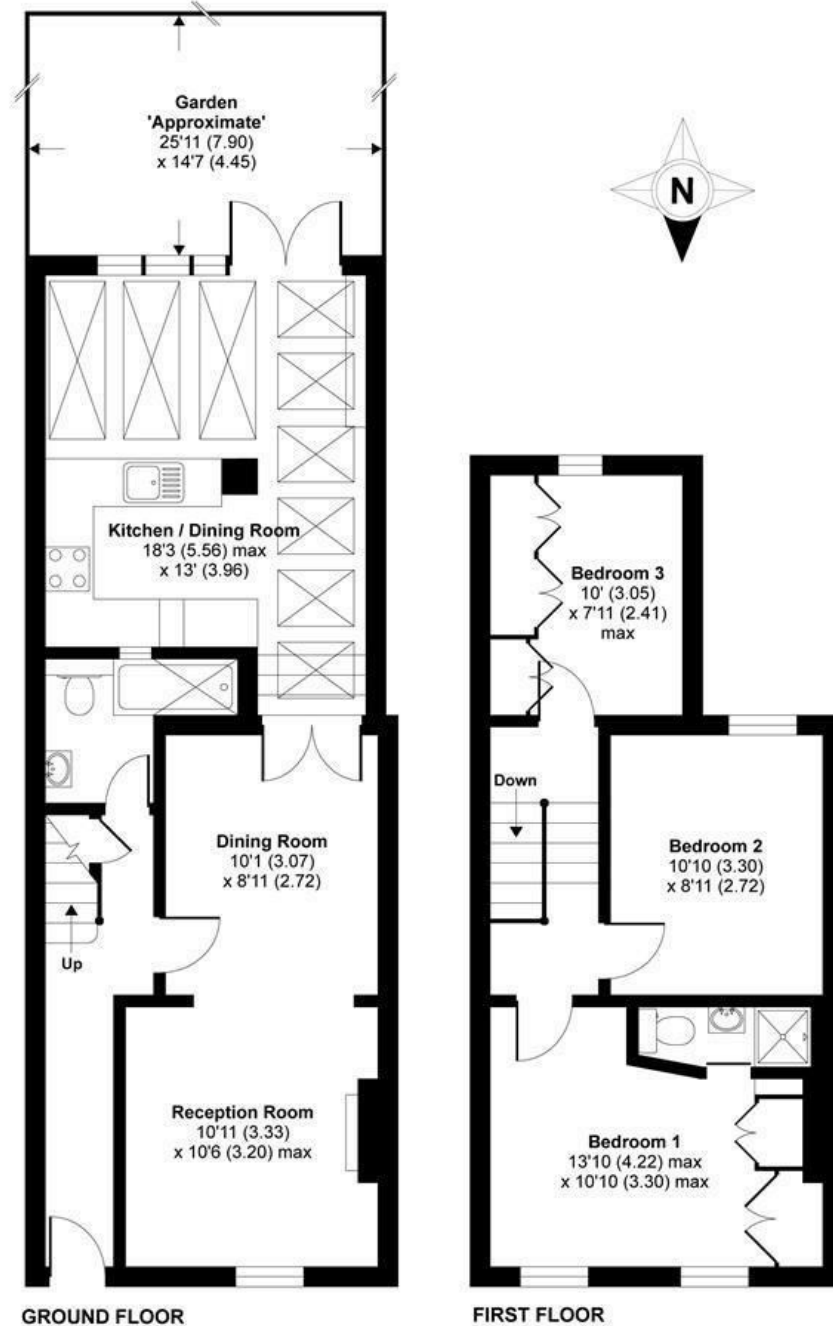 Garden
'Approximate'
25'11 (7.90)
x 14'7 (4.45)
N
Kitchen / Dining Room
18'3 (5.56) max
x 13' (3.96)
Dining Room
10'1 (3.07)
x 8'11 (2.72)
Up
Reception Room
10'11 (3.33)
x 10'6 (3.20) max
GROUND FLOOR
Bedroom 3
10' (3.05)
x 7'11 (2.41)
max
Down
Bedroom 2
10'10 (3.30)
x 8'11 (2.72)
Bedroom 1
13'10 (4.22) max
x 10'10 (3.30) max
FIRST FLOOR